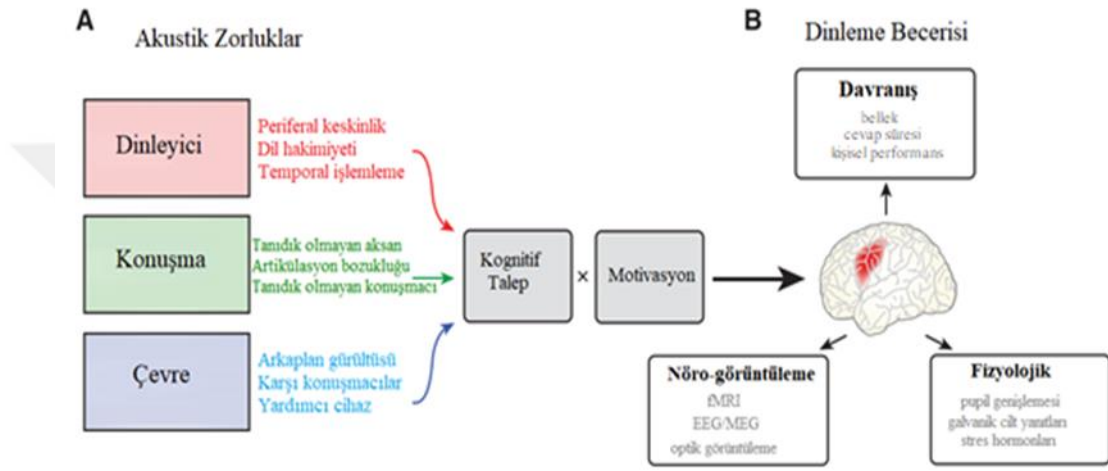 A
Akustik Zorluklar
Dinleyici
Periferal keskinlik
Dil hakimiyeti
Temporal işlemleme
Konuşma
Tanıdık olmayan aksan
Artikülasyon bozukluğu
Tanıdık olmayan konuşmacı
Çevre
Arkaplan gürültüsü
Karşı konuşmacılar
Yardımcı cihaz
Kognitif
Talep
×
Motivasyon
B
Dinleme Becerisi
Davranış
bellek
cevap süresi
kişisel performans
Nöro-görüntüleme
fMRI
EEG/MEG
optik görüntüleme
Fizyolojik
pupil genişlemesi
galvanik cilt yanıtları
stres hormonları